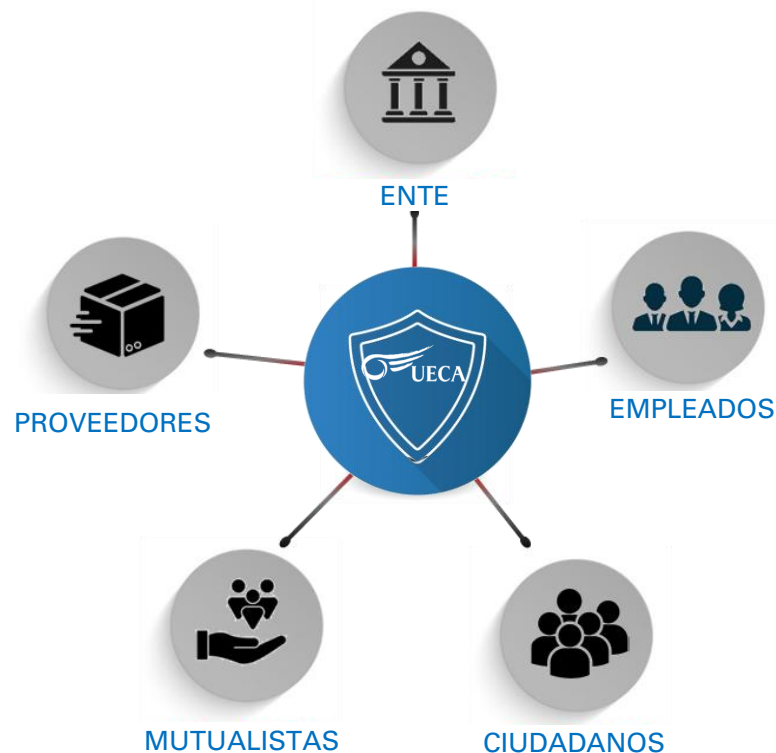 ENTE
PROVEEDORES
UECA
EMPLEADOS
MUTUALISTAS
CIUDADANOS